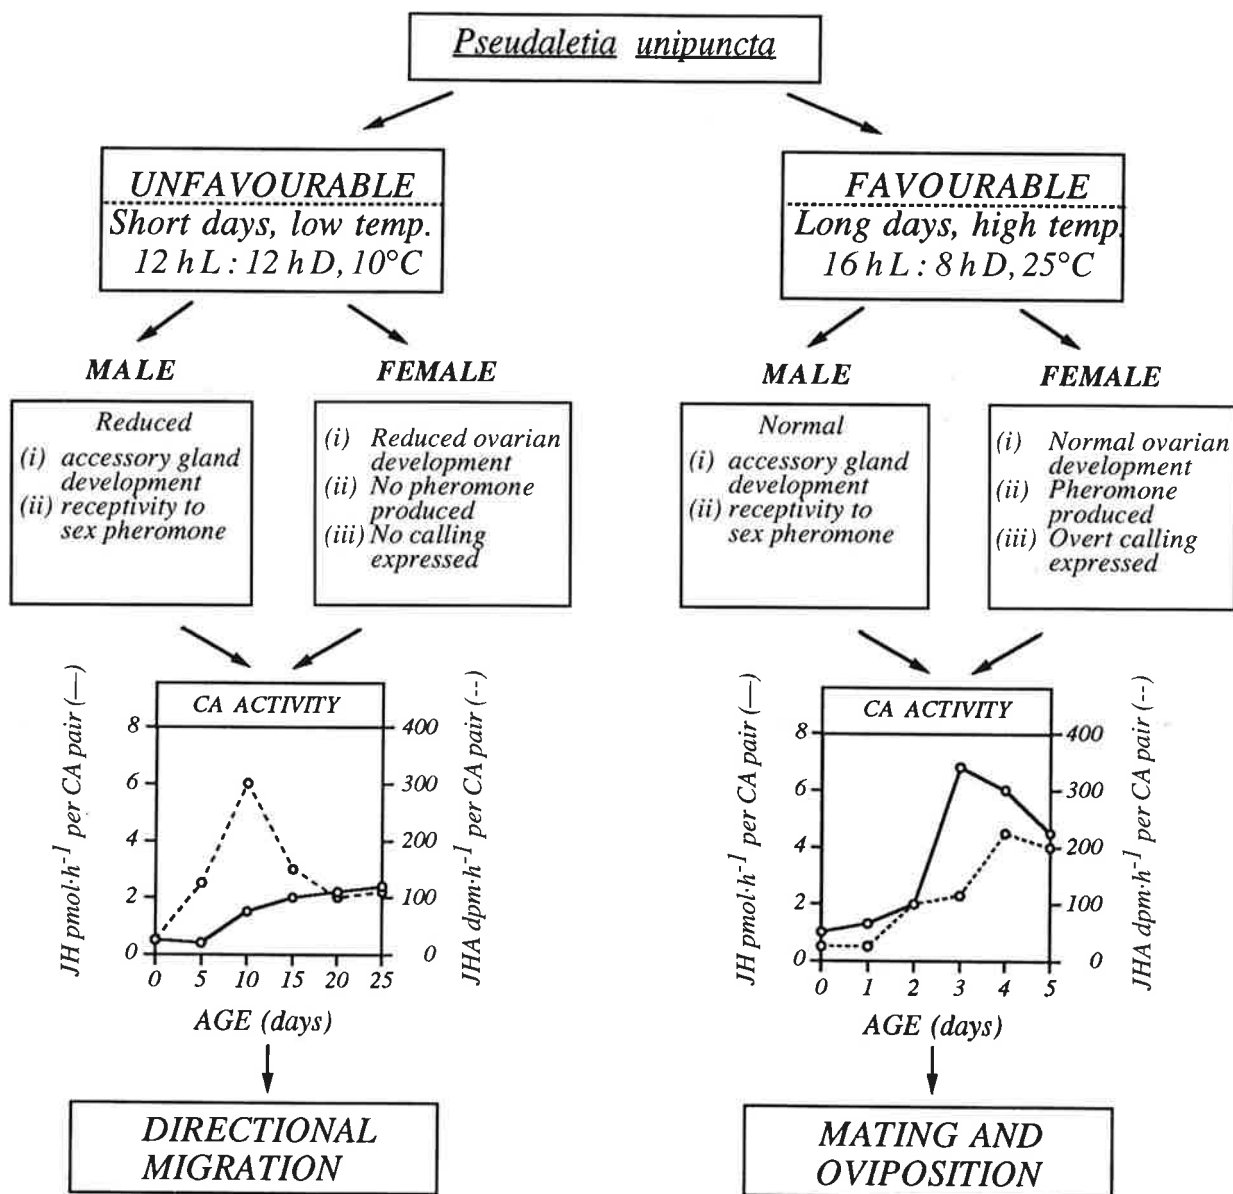 Pseudaletia unipuncta
UNFAVOURABLE
Short days, low temp.
12 h L : 12 h D, 10°C
FAVOURABLE
Long days, high temp.
16 h L : 8 h D, 25°C
MALE
FEMALE
MALE
FEMALE
Reduced
(i) accessory gland
development
(ii) receptivity to
sex pheromone
(i) Reduced ovarian
development
(ii) No pheromone
produced
(iii) No calling
expressed
Normal
(i) accessory gland
development
(ii) receptivity to
sex pheromone
(i) Normal ovarian
development
(ii) Pheromone
produced
(iii) Overt calling
expressed
JH pmol·h⁻¹ per CA pair (—)
CA ACTIVITY
8
6
4
2
0
400
300
200
100
0
0 5 10 15 20 25
AGE (days)
JHA dpm·h⁻¹ per CA pair (--)
JH pmol·h⁻¹ per CA pair (—)
CA ACTIVITY
8
6
4
2
0
400
300
200
100
0
0 1 2 3 4 5
AGE (days)
JHA dpm·h⁻¹ per CA pair (--)
DIRECTIONAL
MIGRATION
MATING AND
OVIPOSITION